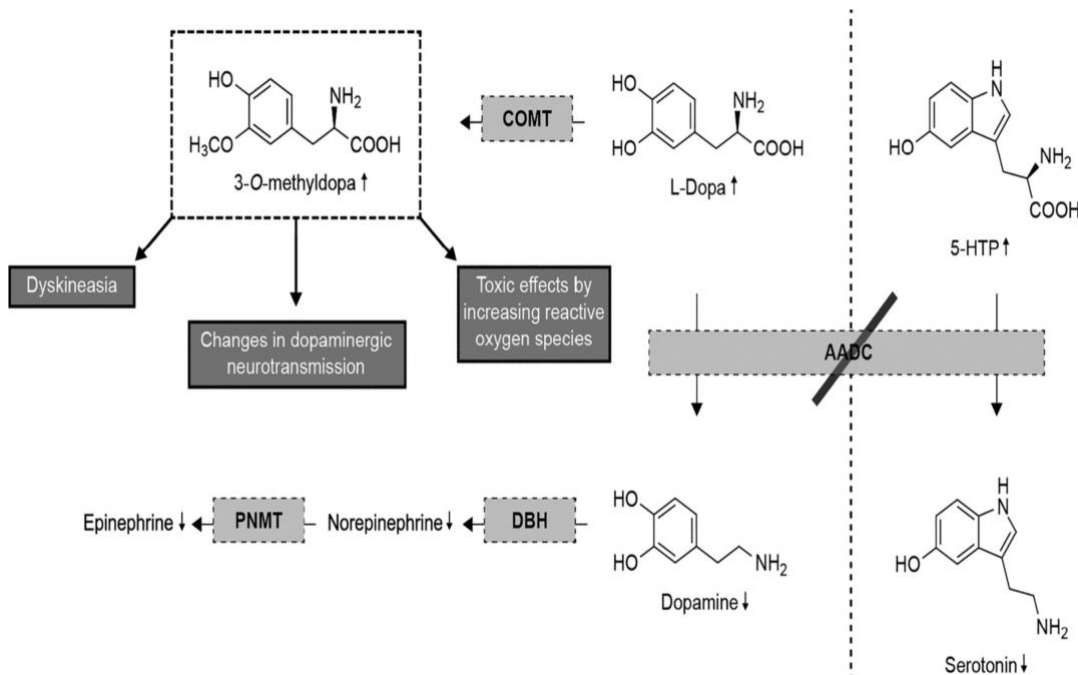 HO
NH₂
H₃CO
COOH
3-O-methyldopa ↑
COMT
HO
HO
NH₂
COOH
L-Dopa ↑
H
N
HO
NH₂
COOH
5-HTP ↑
Dyskineasia
Changes in dopaminergic
neurotransmission
Toxic effects by
increasing reactive
oxygen species
AADC
Epinephrine ↓
PNMT
Norepinephrine ↓
DBH
HO
HO
NH₂
Dopamine ↓
H
N
HO
NH₂
Serotonin ↓